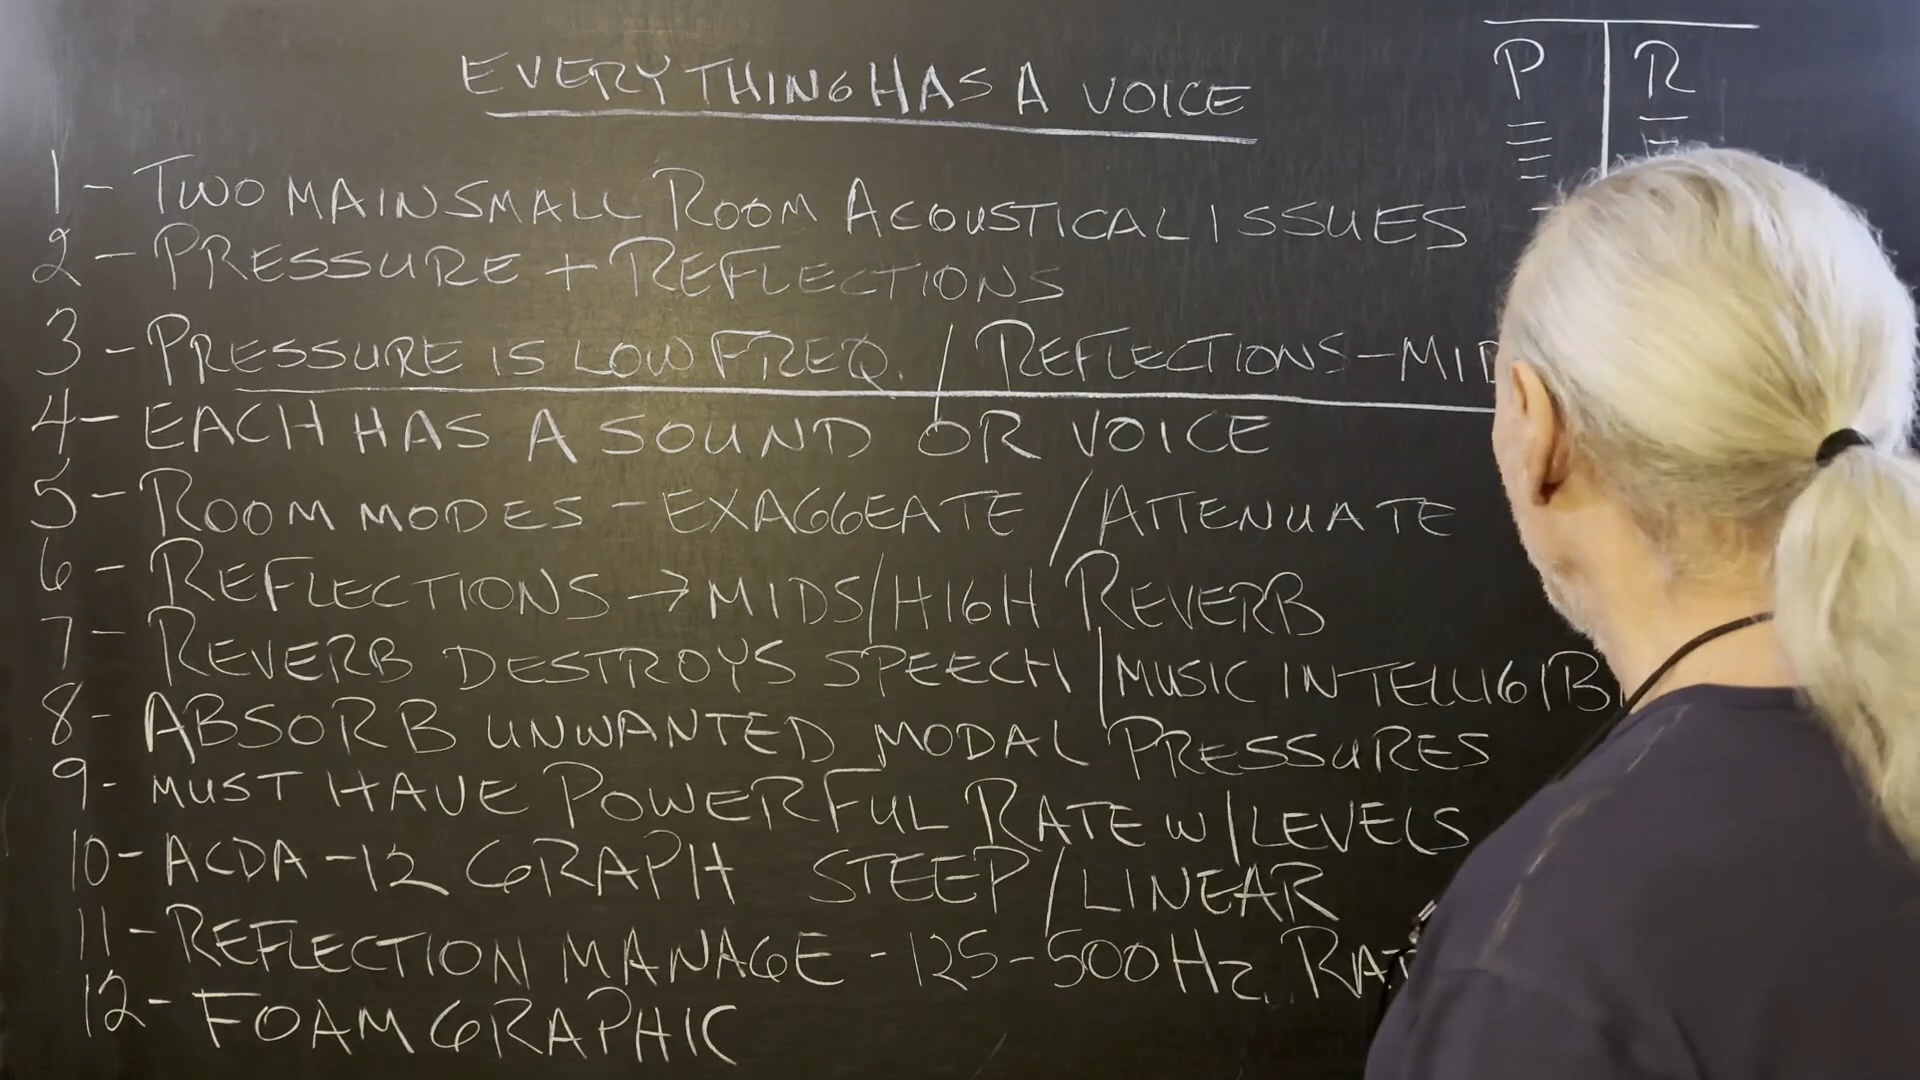 EVERYTHING HAS A VOICE
P R
1 - TWO MAIN SMALL ROOM ACOUSTICAL ISSUES
2 - PRESSURE + REFLECTIONS
3 - PRESSURE IS LOW FREQ. / REFLECTIONS - MID
4 - EACH HAS A SOUND OR VOICE
5 - ROOM MODES - EXAGGEATE / ATTENUATE
6 - REFLECTIONS → MIDS/HIGH REVERB
7 - REVERB DESTROYS SPEECH / MUSIC INTELLIGIB
8 - ABSORB UNWANTED MODAL PRESSURES
9 - MUST HAVE POWERFUL RATE W/LEVELS
10 - ACDA-12 GRAPH STEEP/LINEAR
11 - REFLECTION MANAGE - 125-500Hz. RAT
12 - FOAM GRAPHIC